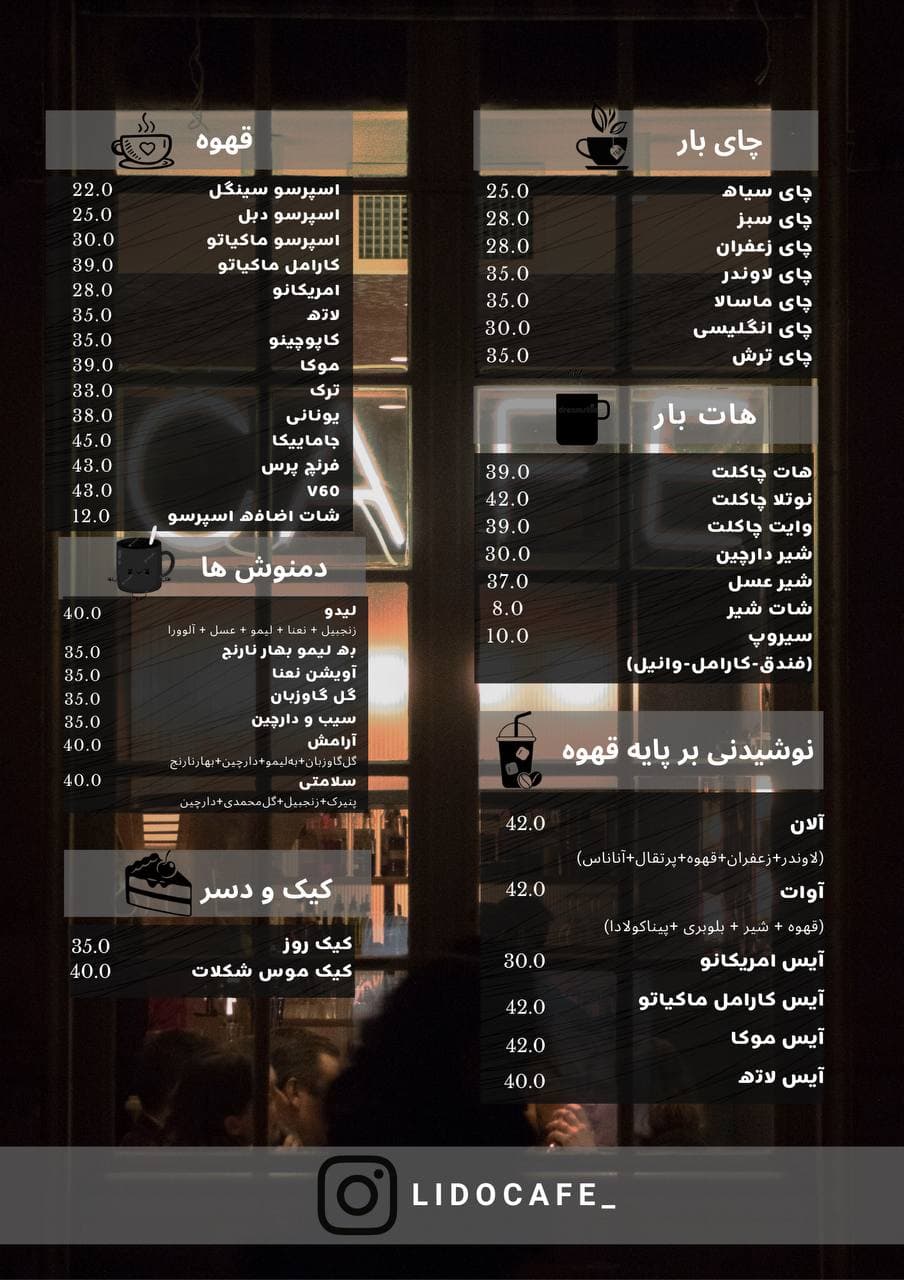 چای بار
چای سیاه 25.0
چای سبز 28.0
چای زعفران 28.0
چای لاوندر 35.0
چای ماسالا 35.0
چای انگلیسی 30.0
چای ترش 35.0
هات بار
هات چاکلت 39.0
نوتلا چاکلت 42.0
وایت چاکلت 39.0
شیر دارچین 30.0
شیر عسل 37.0
شات شیر 8.0
سیروپ 10.0
(فندق-کارامل-وانیل)
نوشیدنی بر پایه قهوه
آلان 42.0
(لاوندر+زعفران+قهوه+پرتقال+آناناس)
آوات 42.0
(قهوه + شیر + بلوبری +پیناکولادا)
آیس امریکانو 30.0
آیس کارامل ماکیاتو 42.0
آیس موکا 42.0
آیس لاته 40.0
قهوه
اسپرسو سینگل 22.0
اسپرسو دبل 25.0
اسپرسو ماکیاتو 30.0
کارامل ماکیاتو 39.0
امریکانو 28.0
لاته 35.0
کاپوچینو 35.0
موکا 39.0
ترک 33.0
یونانی 38.0
جاماییکا 45.0
فرنچ پرس 43.0
V60 43.0
شات اضافه اسپرسو 12.0
دمنوش ها
لیدو 40.0
زنجبیل + نعنا + لیمو + عسل + آلوورا
به لیمو بهار نارنج 35.0
آویشن نعنا 35.0
گل گاوزبان 35.0
سیب و دارچین 35.0
آرامش 40.0
گل‌گاوزبان+به‌لیمو+دارچین+بهارنارنج
سلامتی 40.0
پنیرک+زنجبیل+گل‌محمدی+دارچین
کیک و دسر
کیک روز 35.0
کیک موس شکلات 40.0
LIDOCAFE_